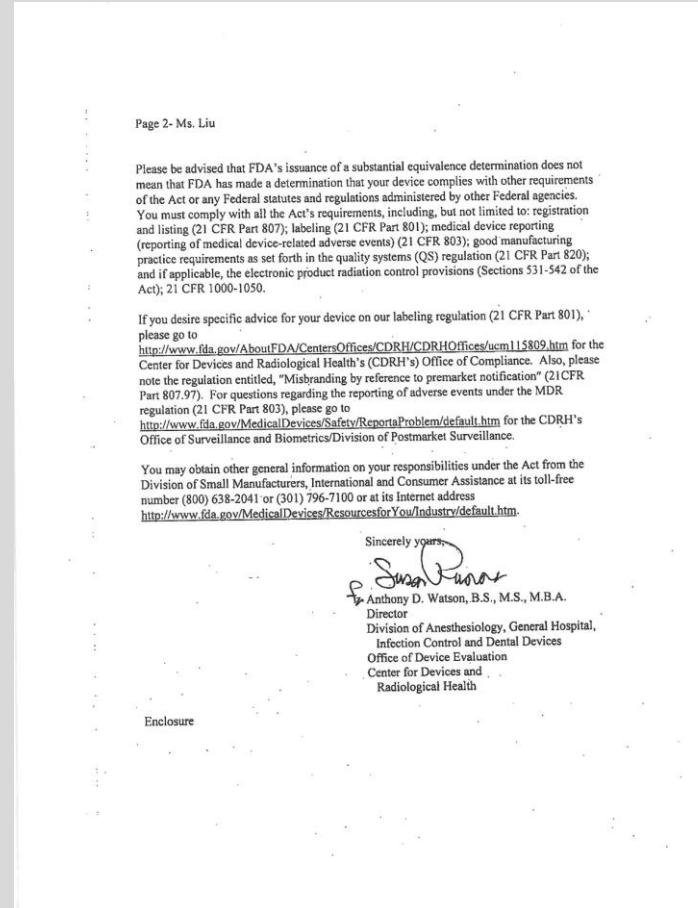 Page 2- Ms. Liu
Please be advised that FDA's issuance of a substantial equivalence determination does not
mean that FDA has made a determination that your device complies with other requirements
of the Act or any Federal statutes and regulations administered by other Federal agencies.
You must comply with all the Act's requirements, including, but not limited to: registration
and listing (21 CFR Part 807); labeling (21 CFR Part 801); medical device reporting
(reporting of medical device-related adverse events) (21 CFR 803); good manufacturing
practice requirements as set forth in the quality systems (QS) regulation (21 CFR Part 820);
and if applicable, the electronic product radiation control provisions (Sections 531-542 of the
Act); 21 CFR 1000-1050.
If you desire specific advice for your device on our labeling regulation (21 CFR Part 801),
please go to
http://www.fda.gov/AboutFDA/CentersOffices/CDRH/CDRHOffices/ucm115809.htm for the
Center for Devices and Radiological Health's (CDRH's) Office of Compliance. Also, please
note the regulation entitled, "Misbranding by reference to premarket notification" (21CFR
Part 807.97). For questions regarding the reporting of adverse events under the MDR
regulation (21 CFR Part 803), please go to
http://www.fda.gov/MedicalDevices/Safety/ReportaProblem/default.htm for the CDRH's
Office of Surveillance and Biometrics/Division of Postmarket Surveillance.
You may obtain other general information on your responsibilities under the Act from the
Division of Small Manufacturers, International and Consumer Assistance at its toll-free
number (800) 638-2041 or (301) 796-7100 or at its Internet address
http://www.fda.gov/MedicalDevices/ResourcesforYou/Industry/default.htm.
Sincerely yours,
Susan
Anthony D. Watson, B.S., M.S., M.B.A.
Director
Division of Anesthesiology, General Hospital,
Infection Control and Dental Devices
Office of Device Evaluation
Center for Devices and
Radiological Health
Enclosure